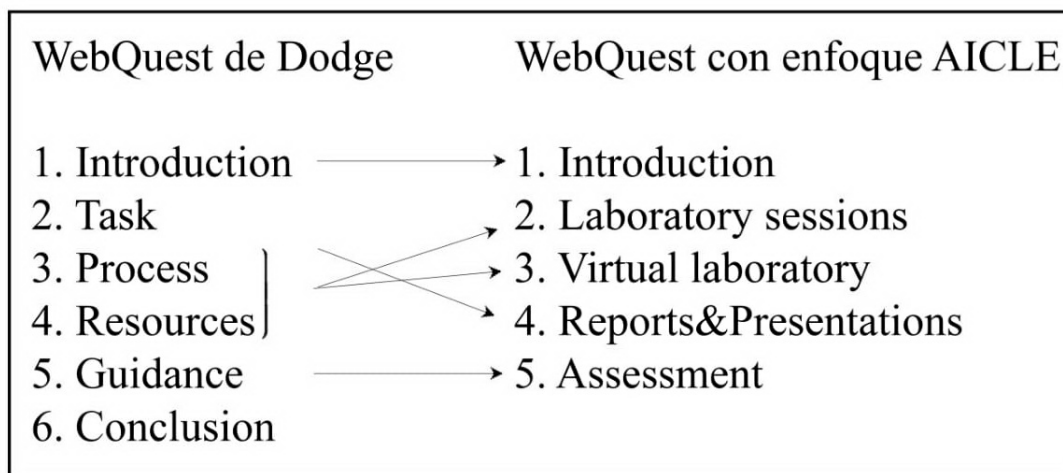 WebQuest de Dodge
1. Introduction
2. Task
3. Process
4. Resources
5. Guidance
6. Conclusion
WebQuest con enfoque AICLE
1. Introduction
2. Laboratory sessions
3. Virtual laboratory
4. Reports&Presentations
5. Assessment